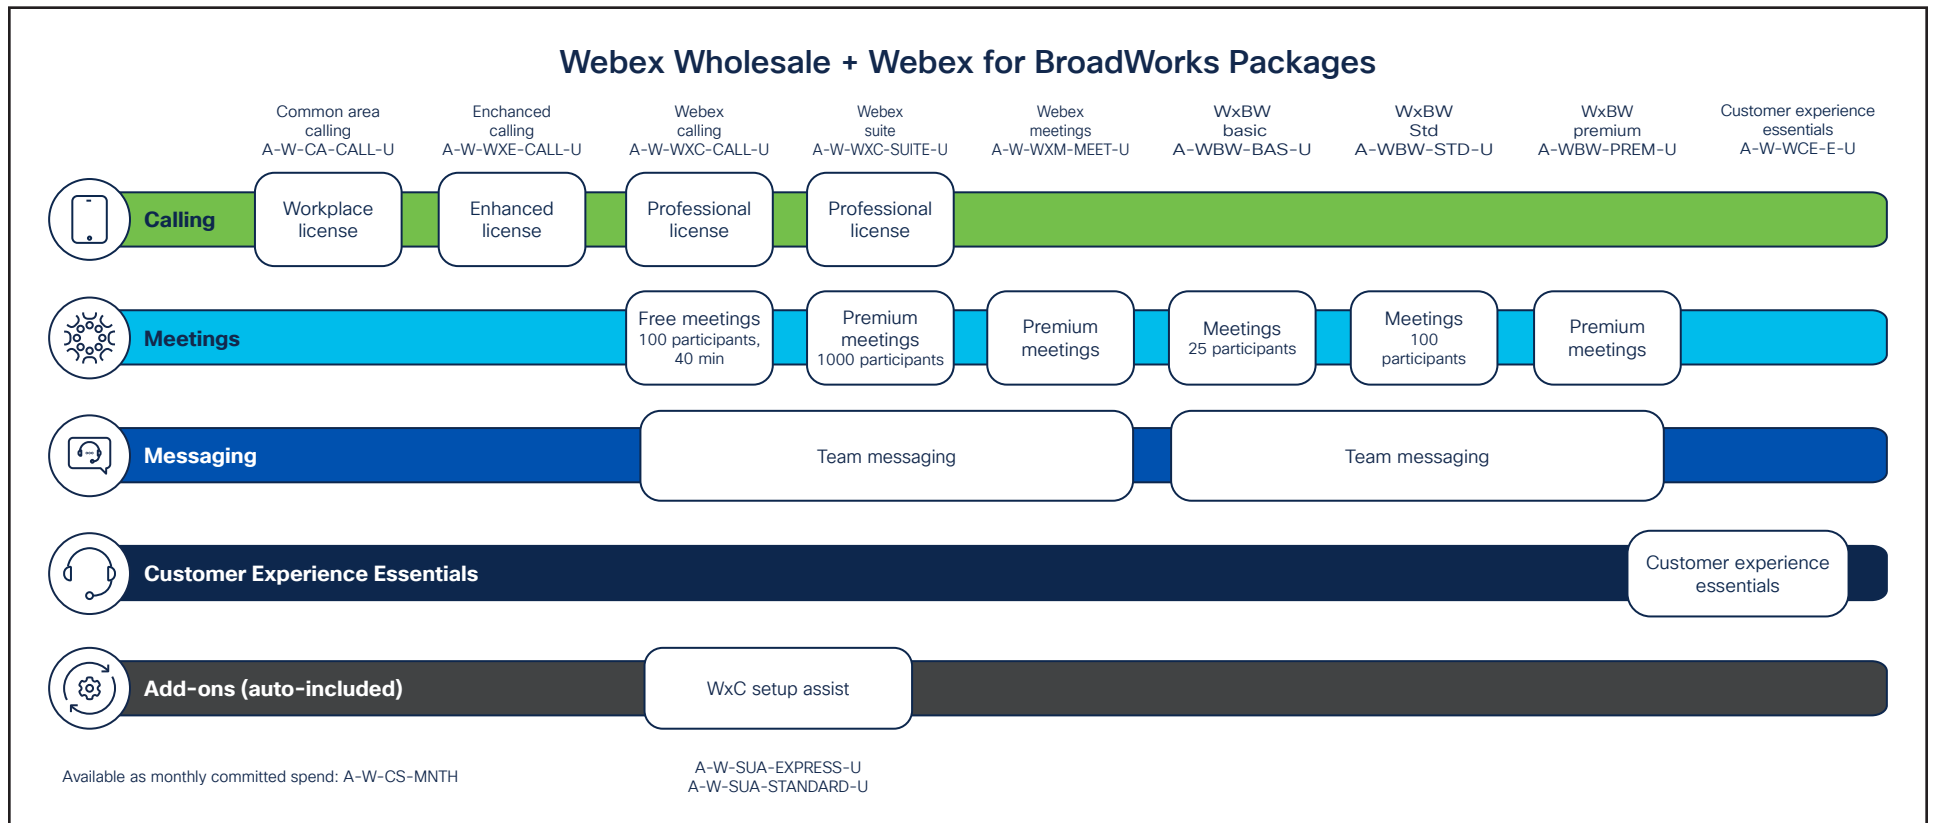 Webex Wholesale + Webex for BroadWorks Packages
Common area
calling
A-W-CA-CALL-U
Enchanced
calling
A-W-WXE-CALL-U
Webex
calling
A-W-WXC-CALL-U
Webex
suite
A-W-WXC-SUITE-U
Webex
meetings
A-W-WXM-MEET-U
WxBW
basic
A-WBW-BAS-U
WxBW
Std
A-WBW-STD-U
WxBW
premium
A-WBW-PREM-U
Customer experience
essentials
A-W-WCE-E-U
Calling
Workplace
license
Enhanced
license
Professional
license
Professional
license
Meetings
Free meetings
100 participants,
40 min
Premium
meetings
1000 participants
Premium
meetings
Meetings
25 participants
Meetings
100
participants
Premium
meetings
Messaging
Team messaging
Team messaging
Customer Experience Essentials
Customer experience
essentials
Add-ons (auto-included)
WxC setup assist
Available as monthly committed spend: A-W-CS-MNTH
A-W-SUA-EXPRESS-U
A-W-SUA-STANDARD-U